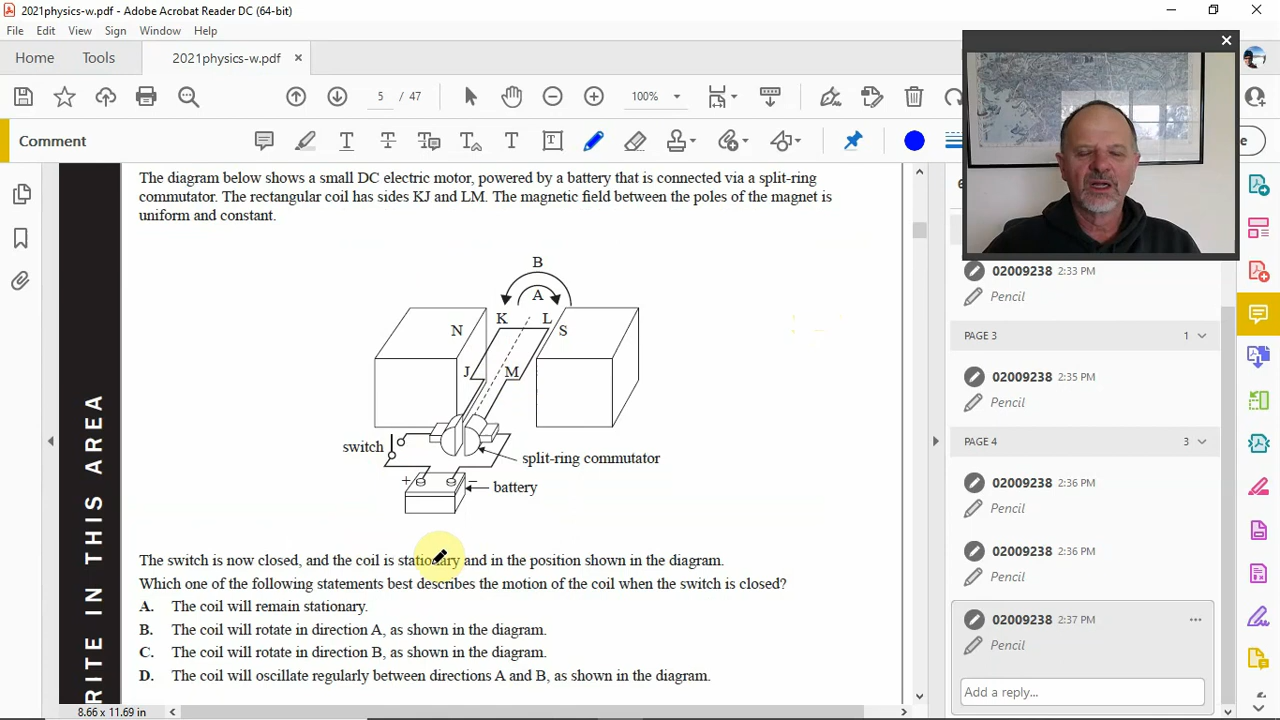 2021physics-w.pdf - Adobe Acrobat Reader DC (64-bit)
File Edit View Sign Window Help
Home Tools 2021physics-w.pdf ×
5 / 47 100%
Comment
The diagram below shows a small DC electric motor, powered by a battery that is connected via a split-ring
commutator. The rectangular coil has sides KJ and LM. The magnetic field between the poles of the magnet is
uniform and constant.
B
A
K L
N S
J M
switch
split-ring commutator
+ −
battery
The switch is now closed, and the coil is stationary and in the position shown in the diagram.
Which one of the following statements best describes the motion of the coil when the switch is closed?
A. The coil will remain stationary.
B. The coil will rotate in direction A, as shown in the diagram.
C. The coil will rotate in direction B, as shown in the diagram.
D. The coil will oscillate regularly between directions A and B, as shown in the diagram.
RITE IN THIS AREA
8.66 x 11.69 in
02009238 2:33 PM
Pencil
PAGE 3 1
02009238 2:35 PM
Pencil
PAGE 4 3
02009238 2:36 PM
Pencil
02009238 2:36 PM
Pencil
02009238 2:37 PM
Pencil
Add a reply...